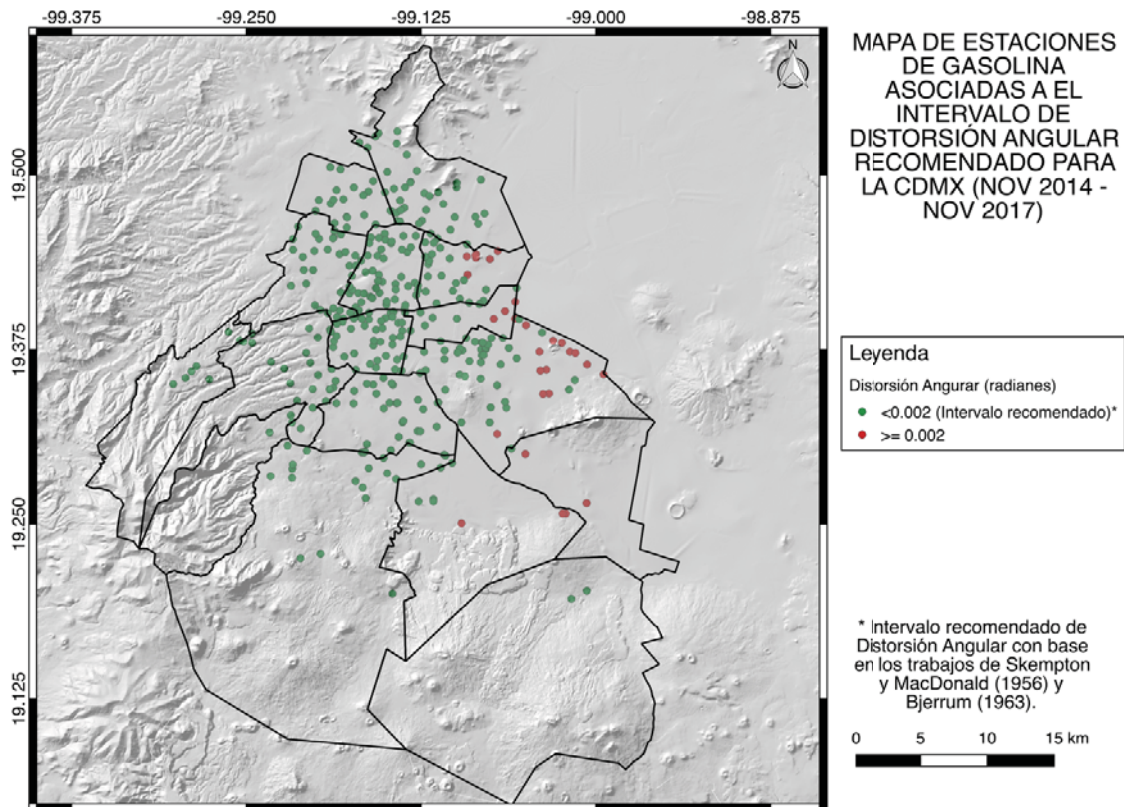 -99.375 -99.250 -99.125 -99.000 -98.875
N
19.500
19.375
19.250
19.125
MAPA DE ESTACIONES
DE GASOLINA
ASOCIADAS A EL
INTERVALO DE
DISTORSIÓN ANGULAR
RECOMENDADO PARA
LA CDMX (NOV 2014 -
NOV 2017)
Leyenda
Distorsión Angurar (radianes)
<0.002 (Intervalo recomendado)*
>= 0.002
* Intervalo recomendado de
Distorsión Angular con base
en los trabajos de Skempton
y MacDonald (1956) y
Bjerrum (1963).
0 5 10 15 km